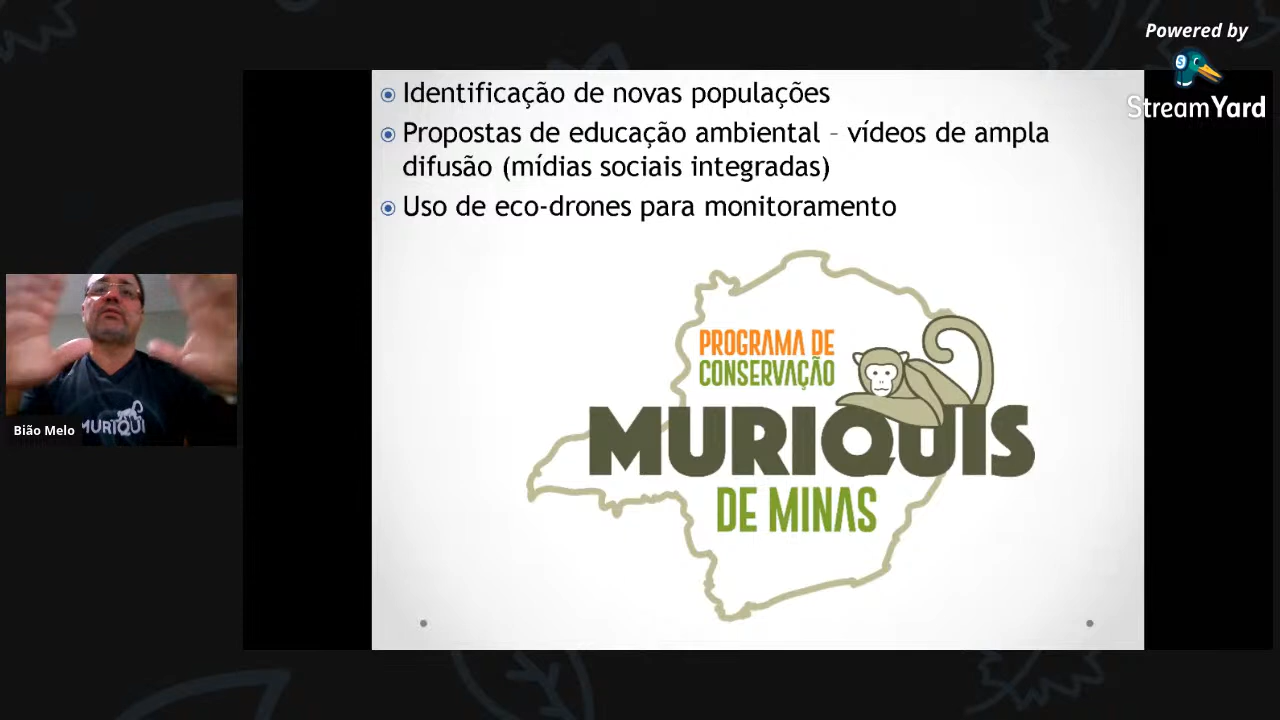 Powered by
StreamYard
Identificação de novas populações
Propostas de educação ambiental – vídeos de ampla
difusão (mídias sociais integradas)
Uso de eco-drones para monitoramento
PROGRAMA DE
CONSERVAÇÃO
MURIQUIS
DE MINAS
MURIQUI
Bião Melo